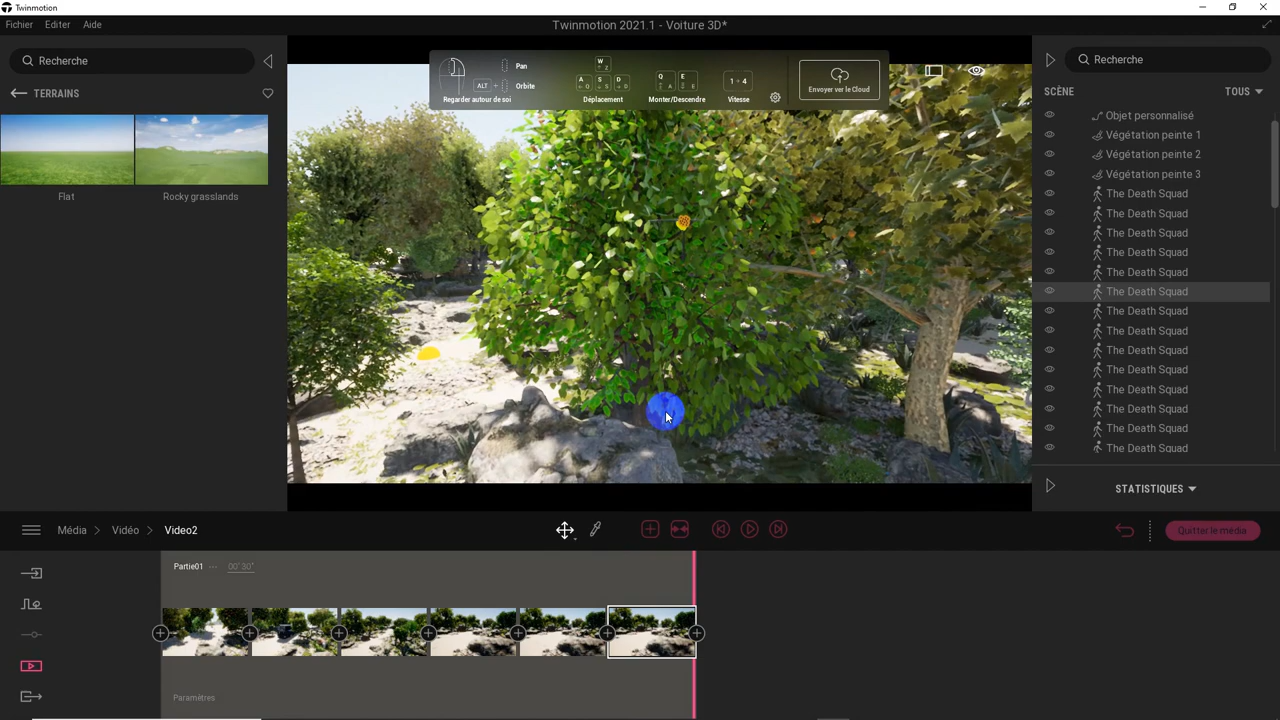 Twinmotion
Fichier Editer Aide
Twinmotion 2021.1 - Voiture 3D*
Recherche
TERRAINS
Flat
Rocky grasslands
Pan
ALT +
Orbite
Regarder autour de soi
W
A S D
Déplacement
Q E
Monter/Descendre
1 - 4
Vitesse
Envoyer ver le Cloud
Recherche
SCÈNE
TOUS
Objet personnalisé
Végétation peinte 1
Végétation peinte 2
Végétation peinte 3
The Death Squad
The Death Squad
The Death Squad
The Death Squad
The Death Squad
The Death Squad
The Death Squad
The Death Squad
The Death Squad
The Death Squad
The Death Squad
The Death Squad
The Death Squad
The Death Squad
STATISTIQUES
Média > Vidéo > Video2
Quitter le média
Partie01 ··· 00' 30"
Paramètres